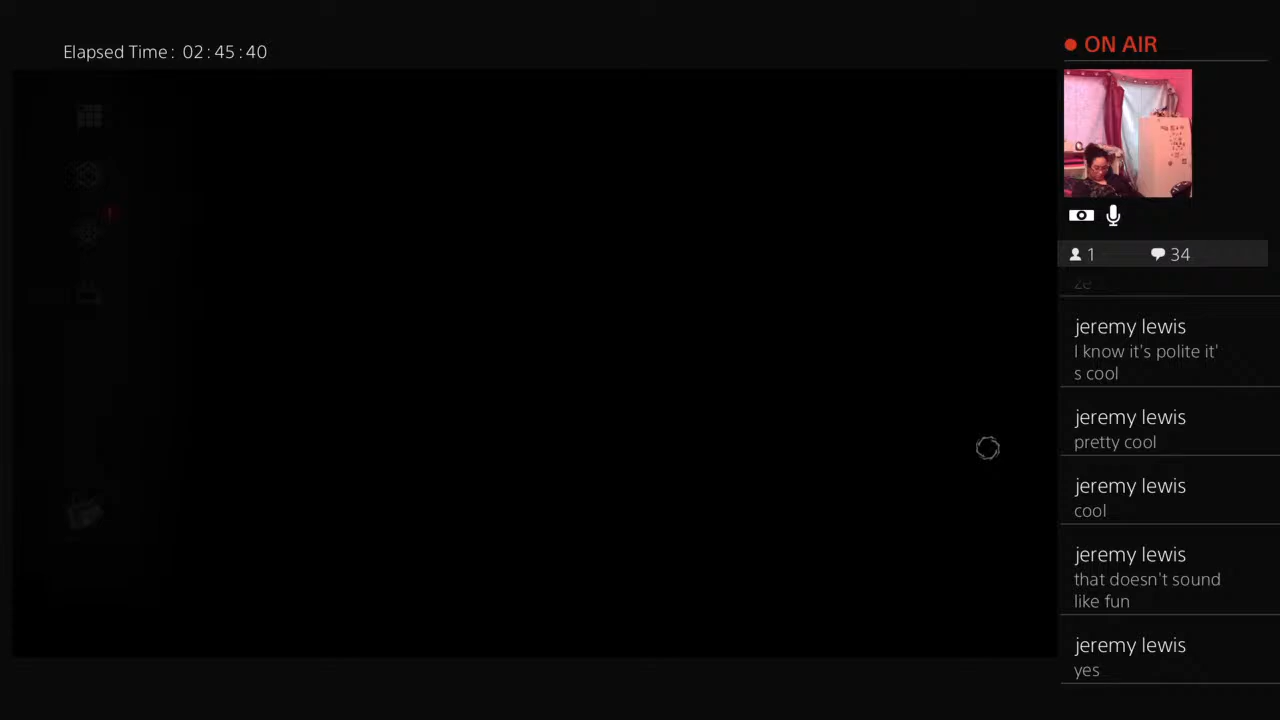 Elapsed Time: 02:45:40
ON AIR
1 34
ze
jeremy lewis
I know it's polite it'
s cool
jeremy lewis
pretty cool
jeremy lewis
cool
jeremy lewis
that doesn't sound
like fun
jeremy lewis
yes